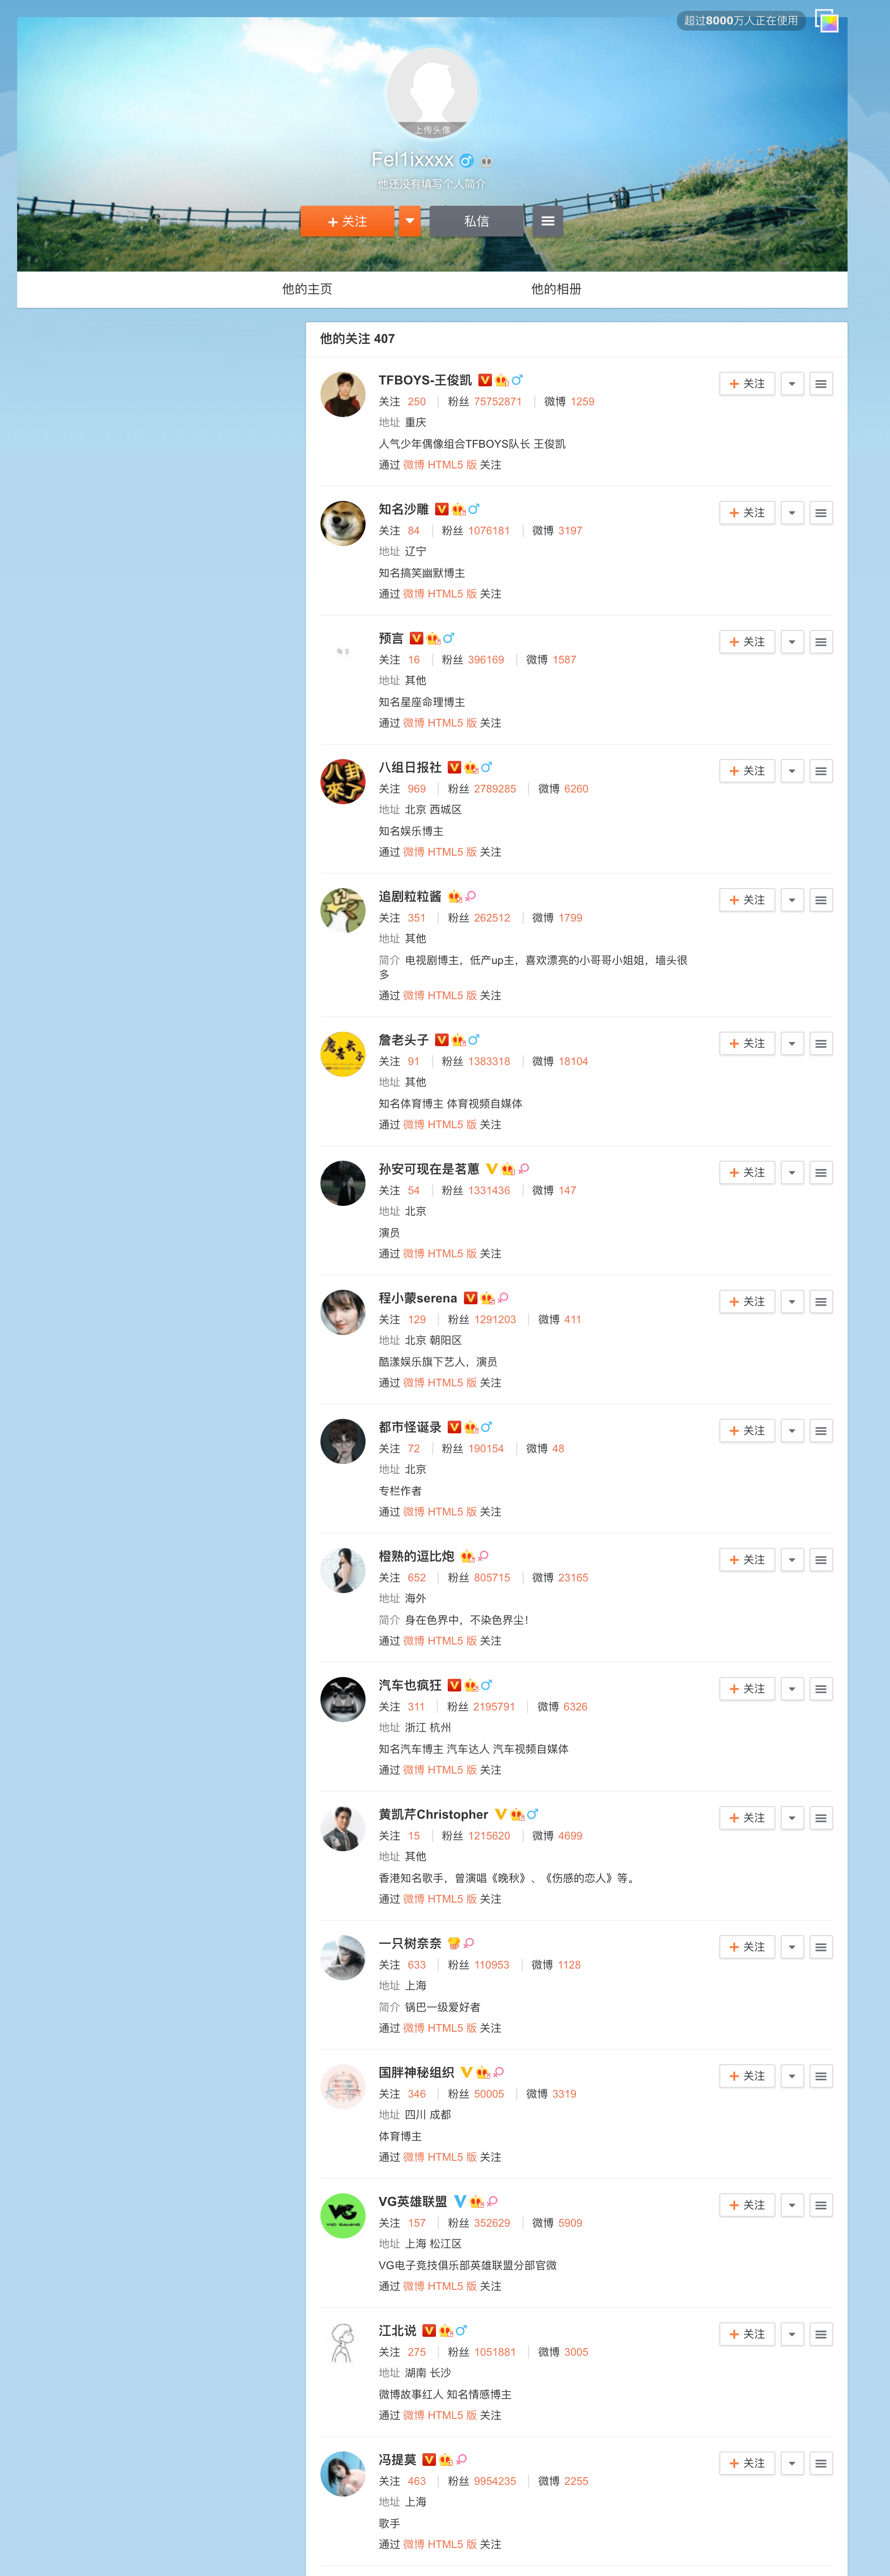 超过8000万人正在使用
上传头像
Fel1ixxxx
他还没有填写个人简介
+ 关注
私信
他的主页
他的相册
他的关注 407
TFBOYS-王俊凯
+ 关注
关注 250 粉丝 75752871 微博 1259
地址 重庆
人气少年偶像组合TFBOYS队长 王俊凯
通过 微博 HTML5 版 关注
知名沙雕
+ 关注
关注 84 粉丝 1076181 微博 3197
地址 辽宁
知名搞笑幽默博主
通过 微博 HTML5 版 关注
预言
+ 关注
关注 16 粉丝 396169 微博 1587
地址 其他
知名星座命理博主
通过 微博 HTML5 版 关注
八卦來了
八组日报社
+ 关注
关注 969 粉丝 2789285 微博 6260
地址 北京 西城区
知名娱乐博主
通过 微博 HTML5 版 关注
追剧粒粒酱
+ 关注
关注 351 粉丝 262512 微博 1799
地址 其他
简介 电视剧博主，低产up主，喜欢漂亮的小哥哥小姐姐，墙头很
多
通过 微博 HTML5 版 关注
詹老头子
+ 关注
关注 91 粉丝 1383318 微博 18104
地址 其他
知名体育博主 体育视频自媒体
通过 微博 HTML5 版 关注
孙安可现在是茗蕙
+ 关注
关注 54 粉丝 1331436 微博 147
地址 北京
演员
通过 微博 HTML5 版 关注
程小蒙serena
+ 关注
关注 129 粉丝 1291203 微博 411
地址 北京 朝阳区
酷漾娱乐旗下艺人，演员
通过 微博 HTML5 版 关注
都市怪诞录
+ 关注
关注 72 粉丝 190154 微博 48
地址 北京
专栏作者
通过 微博 HTML5 版 关注
橙熟的逗比炮
+ 关注
关注 652 粉丝 805715 微博 23165
地址 海外
简介 身在色界中，不染色界尘！
通过 微博 HTML5 版 关注
汽车也疯狂
+ 关注
关注 311 粉丝 2195791 微博 6326
地址 浙江 杭州
知名汽车博主 汽车达人 汽车视频自媒体
通过 微博 HTML5 版 关注
黄凯芹Christopher
+ 关注
关注 15 粉丝 1215620 微博 4699
地址 其他
香港知名歌手，曾演唱《晚秋》、《伤感的恋人》等。
通过 微博 HTML5 版 关注
一只树奈奈
+ 关注
关注 633 粉丝 110953 微博 1128
地址 上海
简介 锅巴一级爱好者
通过 微博 HTML5 版 关注
国胖神秘组织
+ 关注
关注 346 粉丝 50005 微博 3319
地址 四川 成都
体育博主
通过 微博 HTML5 版 关注
VG英雄联盟
+ 关注
关注 157 粉丝 352629 微博 5909
地址 上海 松江区
VG电子竞技俱乐部英雄联盟分部官微
通过 微博 HTML5 版 关注
江北说
+ 关注
关注 275 粉丝 1051881 微博 3005
地址 湖南 长沙
微博故事红人 知名情感博主
通过 微博 HTML5 版 关注
冯提莫
+ 关注
关注 463 粉丝 9954235 微博 2255
地址 上海
歌手
通过 微博 HTML5 版 关注